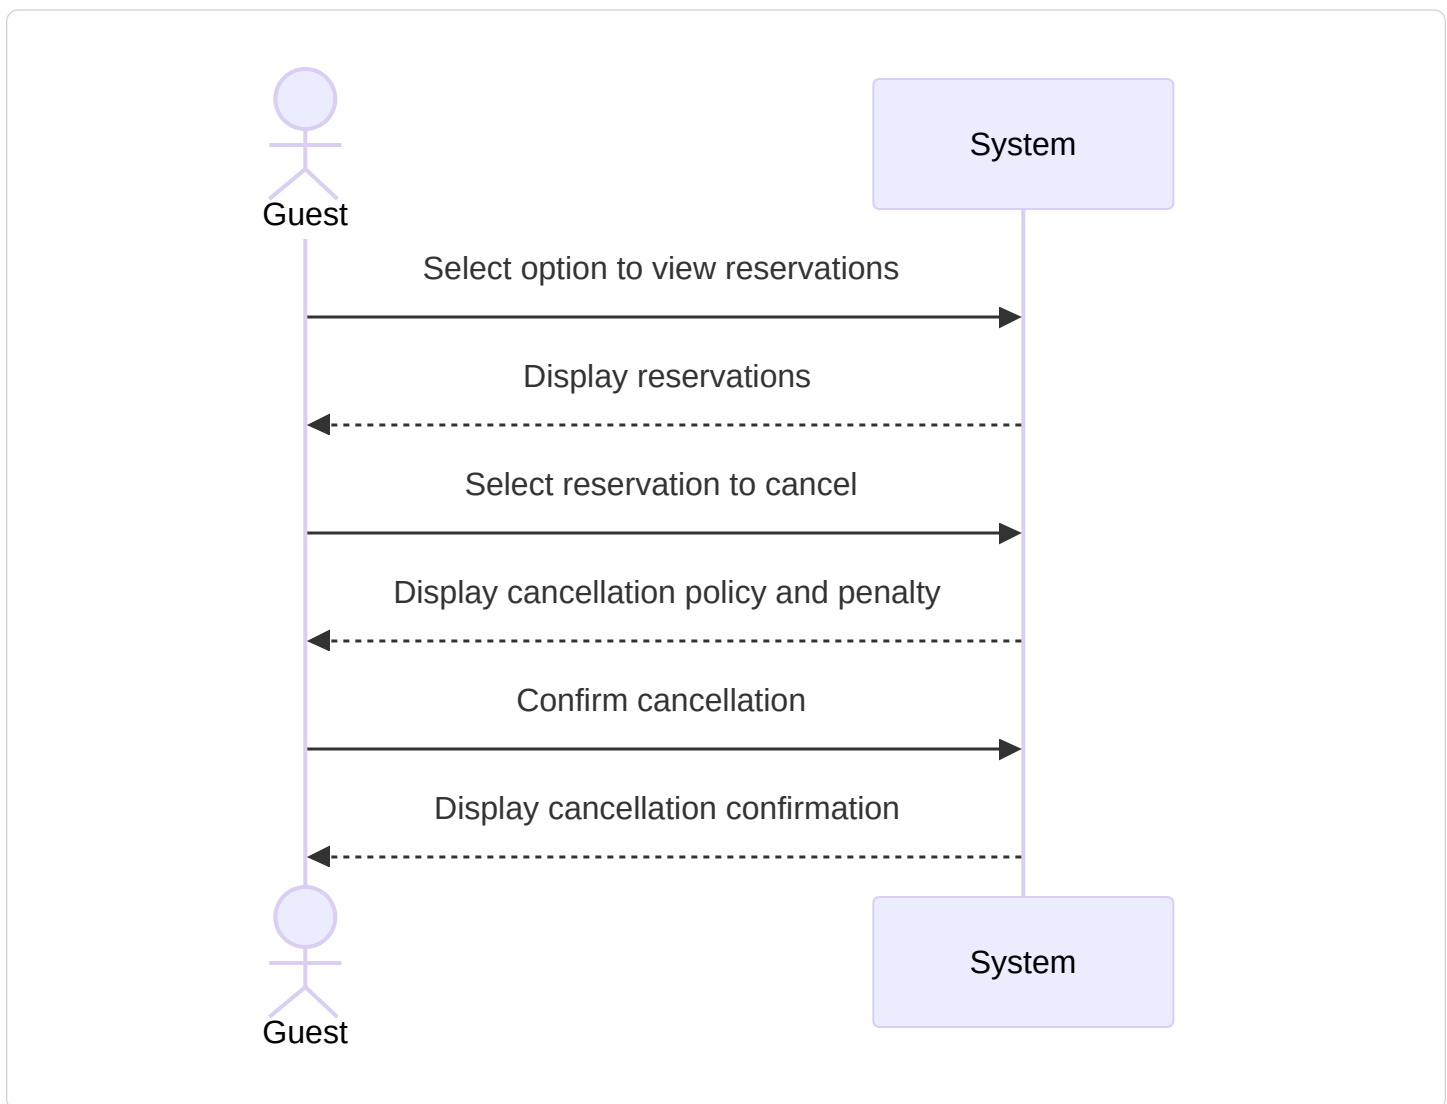 System
Guest
Select option to view reservations
Display reservations
Select reservation to cancel
Display cancellation policy and penalty
Confirm cancellation
Display cancellation confirmation
System
Guest